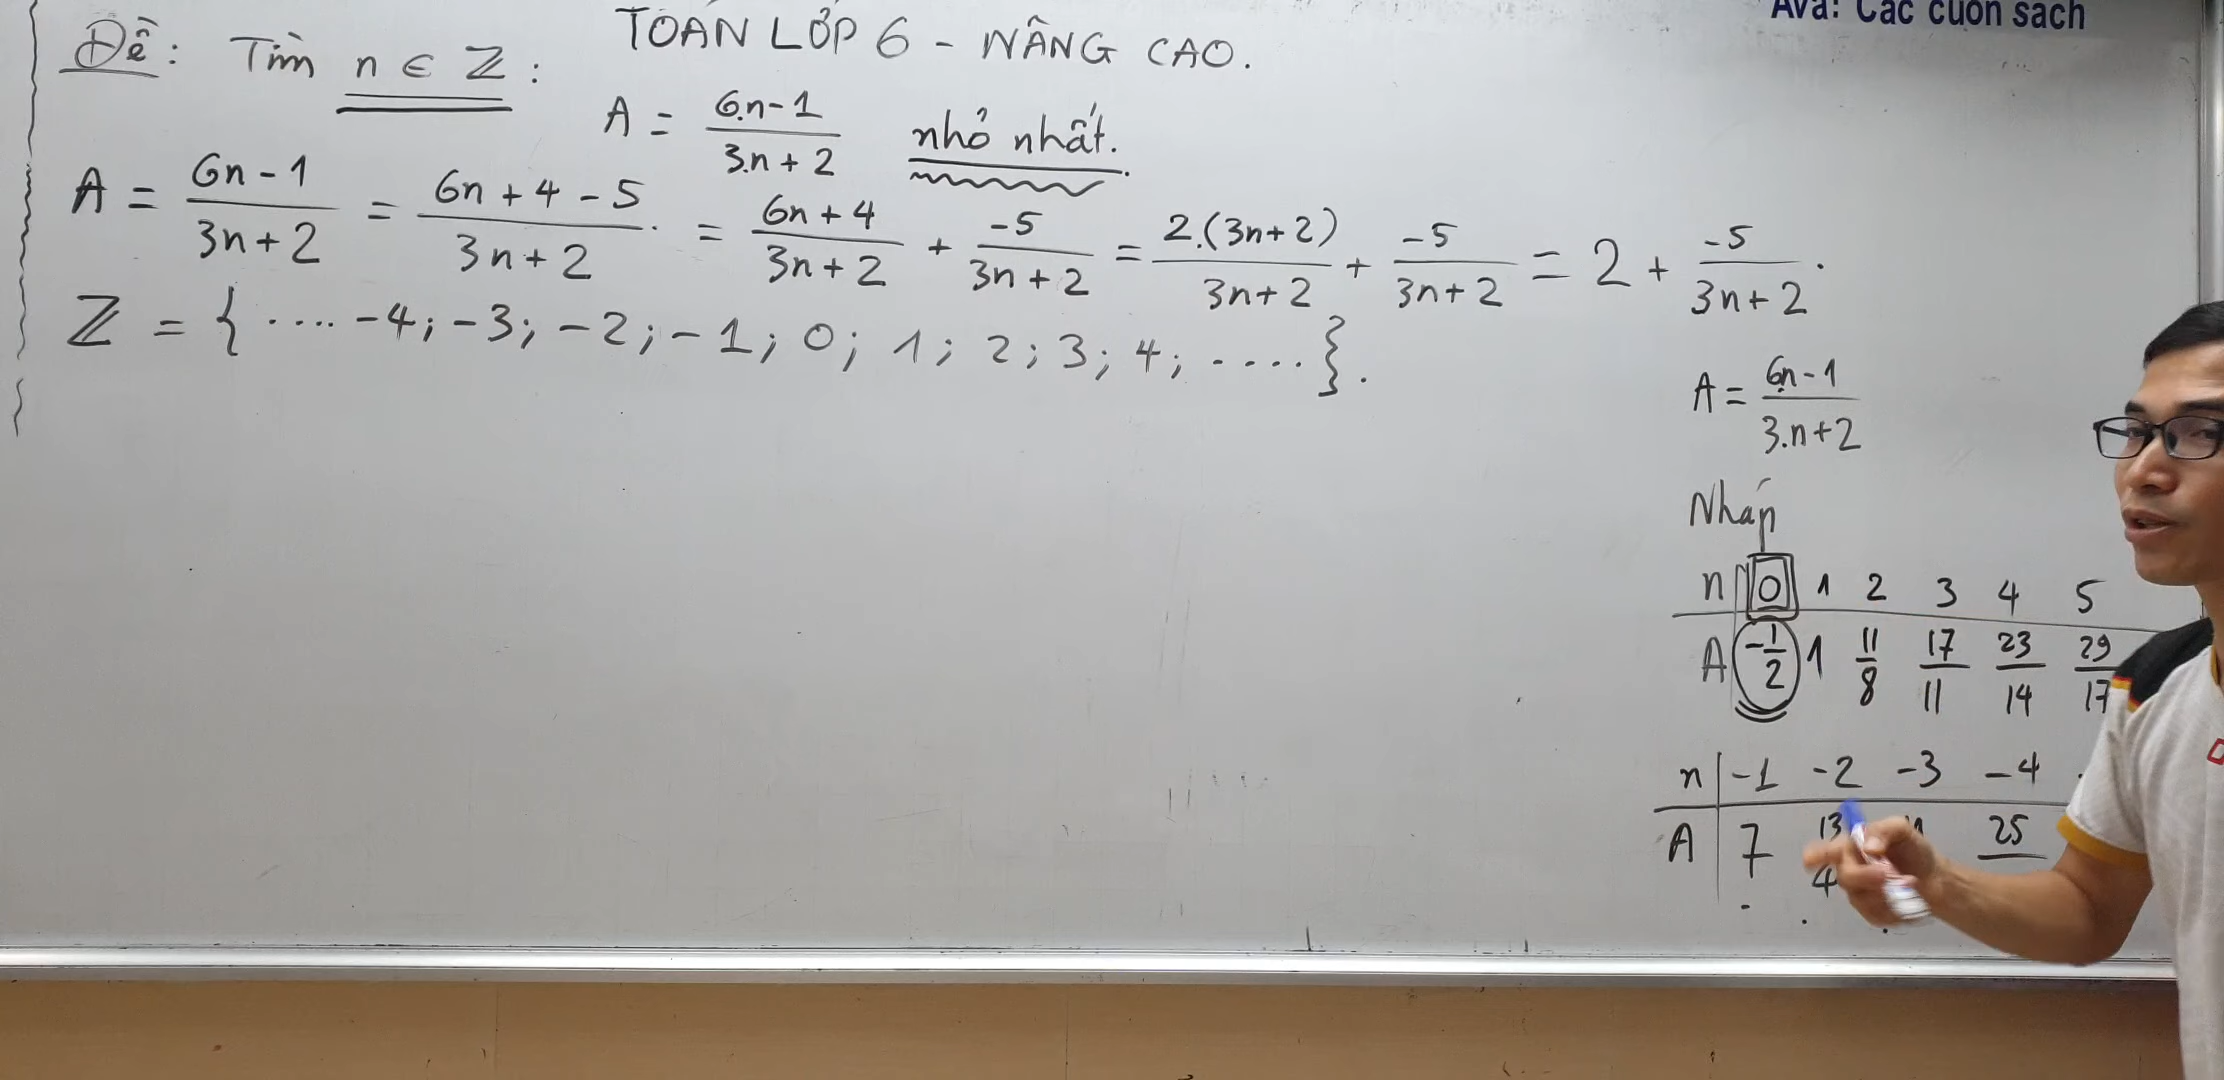 Ava: Các cuốn sách
TOÁN LỚP 6 - NÂNG CAO.
Đề: Tìm n ∈ Z:
A = (6.n-1)/(3.n+2) nhỏ nhất.
A = (6n-1)/(3n+2) = (6n+4-5)/(3n+2) = (6n+4)/(3n+2) + (-5)/(3n+2) = (2.(3n+2))/(3n+2) + (-5)/(3n+2) = 2 + (-5)/(3n+2).
Z = { .... -4; -3; -2; -1; 0; 1; 2; 3; 4; .... }.
A = (6n-1)/(3.n+2)
Nháp
n | 0 1 2 3 4 5
A | -1/2 1 11/8 17/11 23/14 29/17
n | -1 -2 -3 -4
A | 7 13/4 25